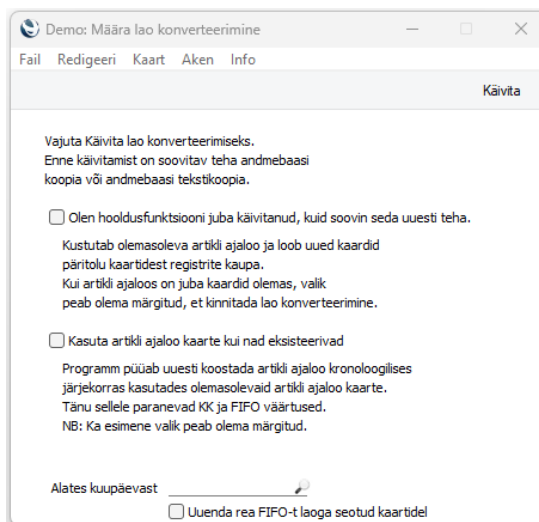 Demo: Määra lao konverteerimine
Fail Redigeeri Kaart Aken Info
Käivita
Vajuta Käivita lao konverteerimiseks.
Enne käivitamist on soovitav teha andmebaasi
koopia või andmebaasi tekstikoopia.
Olen hooldusfunktsiooni juba käivitanud, kuid soovin seda uuesti teha.
Kustutab olemasoleva artikli ajaloo ja loob uued kaardid
päritolu kaartidest registrite kaupa.
Kui artikli ajaloos on juba kaardid olemas, valik
peab olema märgitud, et kinnitada lao konverteerimine.
Kasuta artikli ajaloo kaarte kui nad eksisteerivad
Programm püüab uuesti koostada artikli ajaloo kronoloogilises
järjekorras kasutades olemasolevaid artikli ajaloo kaarte.
Tänu sellele paranevad KK ja FIFO väärtused.
NB: Ka esimene valik peab olema märgitud.
Alates kuupäevast
Uuenda rea FIFO-t laoga seotud kaartidel